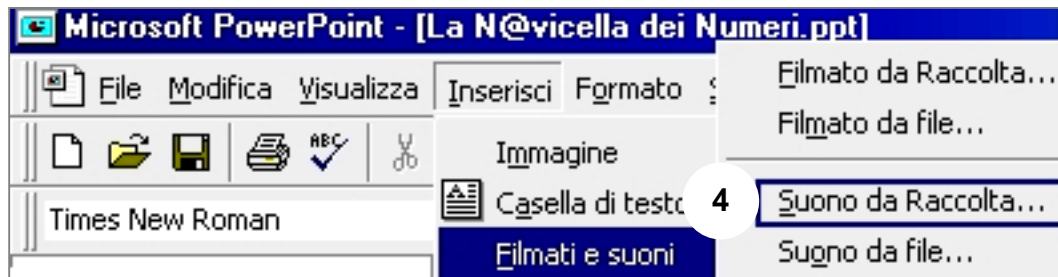 Microsoft PowerPoint - [La N@vicella dei Numeri.ppt]
File Modifica Visualizza Inserisci Formato
ABC
Times New Roman
Immagine
Casella di testo
Filmati e suoni
Filmato da Raccolta...
Filmato da file...
4 Suono da Raccolta...
Suono da file...